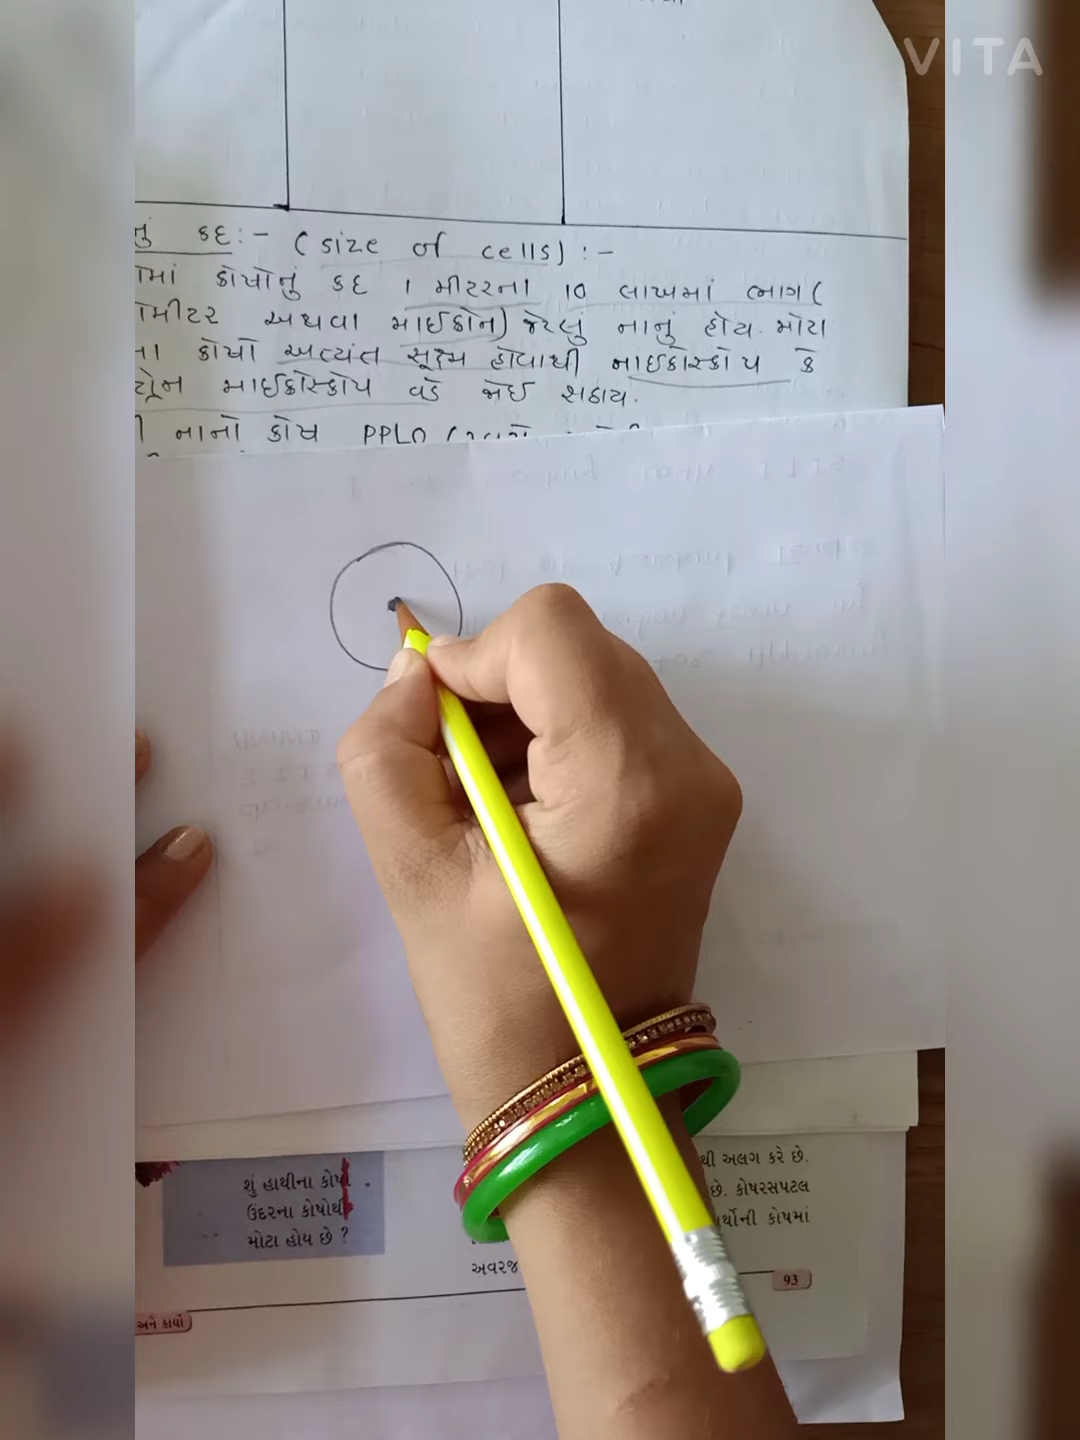 VITA
નું કદ:- (size of cells) :-
કોષોનું કદ 1 મીટરના 10 લાખમાં ભાગ(
મીટર અથવા માઈક્રોન) જેટલું નાનું હોય. મોટા
ના કોષો અત્યંત સૂક્ષ્મ હોવાથી માઈક્રોસ્કોપ કે
ટ્રોન માઈક્રોસ્કોપ વડે જોઈ શકાય.
નાનો કોષ PPLO
શું હાથીના કોષો
ઉંદરના કોષોથી
મોટા હોય છે ?
થી અલગ કરે છે.
છે. કોષરસપટલ
ર્થોની કોષમાં
અવરજ
93
અને કાર્યો